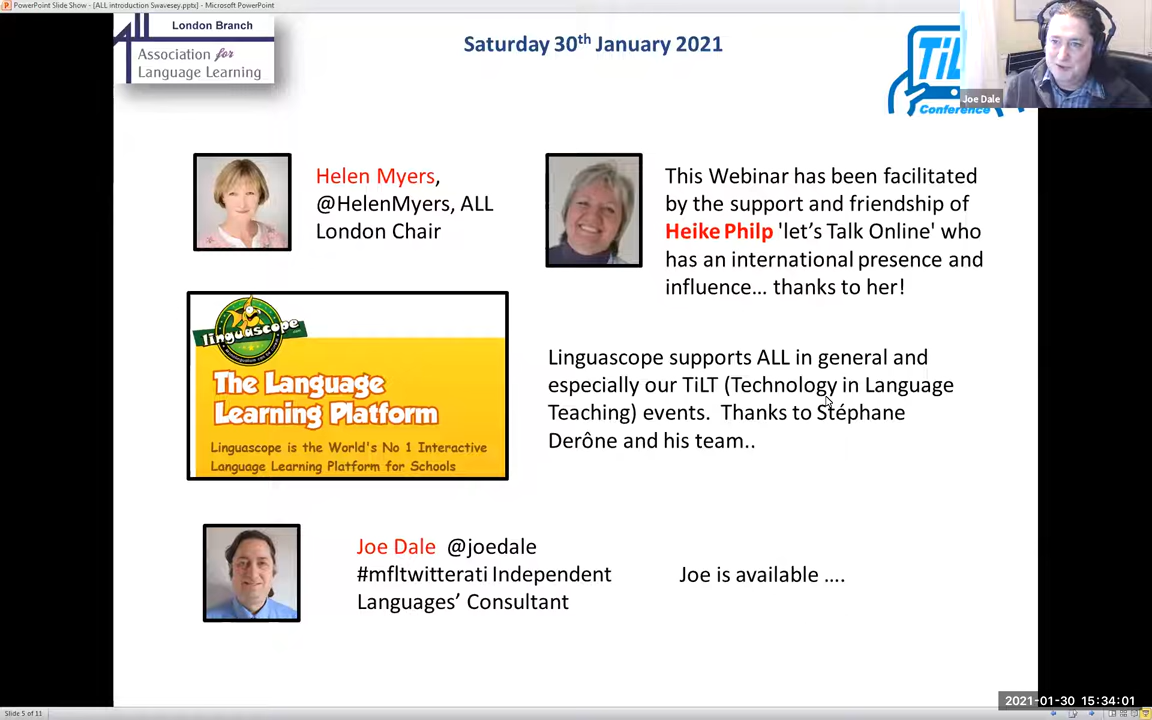 PowerPoint Slide Show - [ALL introduction Swavesey.pptx] - Microsoft PowerPoint
London Branch
Association for
Language Learning
Saturday 30th January 2021
TiL
Conference
Joe Dale
Helen Myers,
@HelenMyers, ALL
London Chair
This Webinar has been facilitated
by the support and friendship of
Heike Philp 'let’s Talk Online' who
has an international presence and
influence… thanks to her!
linguascope
The Language
Learning Platform
Linguascope is the World's No 1 Interactive
Language Learning Platform for Schools
Linguascope supports ALL in general and
especially our TiLT (Technology in Language
Teaching) events.  Thanks to Stéphane
Derône and his team..
Joe Dale  @joedale
#mfltwitterati Independent
Languages’ Consultant
Joe is available ….
2021-01-30 15:34:01
Slide 5 of 11